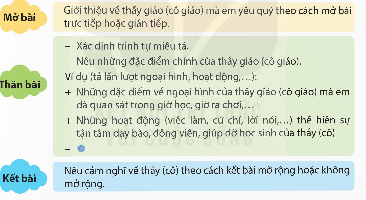 Mở bài
Giới thiệu về thầy giáo (cô giáo) mà em yêu quý theo cách mở bài
trực tiếp hoặc gián tiếp.
Thân bài
– Xác định trình tự miêu tả.
– Nêu những đặc điểm chính của thầy giáo (cô giáo).
Ví dụ (tả lần lượt ngoại hình, hoạt động,...):
+ Những đặc điểm về ngoại hình của thầy giáo (cô giáo) mà em
đã quan sát trong giờ học, giờ ra chơi,...
+ Những hoạt động (việc làm, cử chỉ, lời nói,...) thể hiện sự
tận tâm dạy bảo, động viên, giúp đỡ học sinh của thầy (cô)
–
Kết bài
Nêu cảm nghĩ về thầy (cô) theo cách kết bài mở rộng hoặc không
mở rộng.